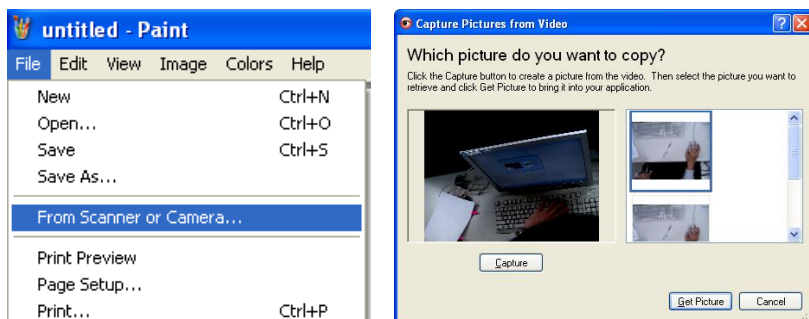 untitled - Paint
File Edit View Image Colors Help
New Ctrl+N
Open... Ctrl+O
Save Ctrl+S
Save As...
From Scanner or Camera...
Print Preview
Page Setup...
Print... Ctrl+P
Capture Pictures from Video
Which picture do you want to copy?
Click the Capture button to create a picture from the video. Then select the picture you want to
retrieve and click Get Picture to bring it into your application.
Capture
Get Picture Cancel